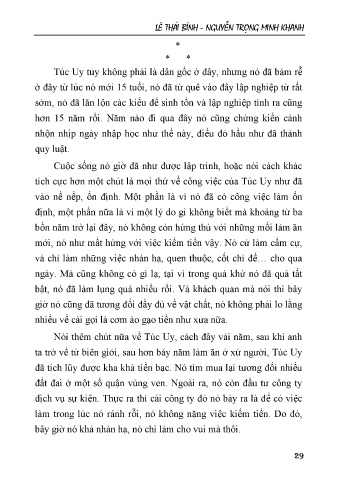 LÊ THÁI BÌNH - NGUYỄN TRỌNG MINH KHANH
*
* *
Túc Uy tuy không phải là dân gốc ở đây, nhưng nó đã bám rễ
ở đây từ lúc nó mới 15 tuổi, nó đã từ quê vào đây lập nghiệp từ rất
sớm, nó đã lăn lộn các kiểu để sinh tồn và lập nghiệp tính ra cũng
hơn 15 năm rồi. Năm nào đi qua đây nó cũng chứng kiến cảnh
nhộn nhịp ngày nhập học như thế này, điều đó hầu như đã thành
quy luật.
Cuộc sống nó giờ đã như được lập trình, hoặc nói cách khác
tích cực hơn một chút là mọi thứ về công việc của Túc Uy như đã
vào nề nếp, ổn định. Một phần là vì nó đã có công việc làm ổn
định, một phần nữa là vì một lý do gì không biết mà khoảng từ ba
bốn năm trở lại đây, nó không còn hứng thú với những mối làm ăn
mới, nó như mất hứng với việc kiếm tiền vậy. Nó cứ làm cầm cự,
và chỉ làm những việc nhàn hạ, quen thuộc, cốt chỉ để… cho qua
ngày. Mà cũng không có gì lạ, tại vì trong quá khứ nó đã quá tất
bật, nó đã làm lụng quá nhiều rồi. Và khách quan mà nói thì bây
giờ nó cũng đã tương đối đầy đủ về vật chất, nó không phải lo lắng
nhiều về cái gọi là cơm áo gạo tiền như xưa nữa.
Nói thêm chút nữa về Túc Uy, cách đây vài năm, sau khi anh
ta trở về từ biên giới, sau hơn bảy năm làm ăn ở xứ người, Túc Uy
đã tích lũy được kha khá tiền bạc. Nó tìm mua lại tương đối nhiều
đất đai ở một số quận vùng ven. Ngoài ra, nó còn đầu tư công ty
dịch vụ sự kiện. Thực ra thì cái công ty đó nó bày ra là để có việc
làm trong lúc nó rảnh rỗi, nó không nặng việc kiếm tiền. Do đó,
bây giờ nó khá nhàn hạ, nó chỉ làm cho vui mà thôi.
29